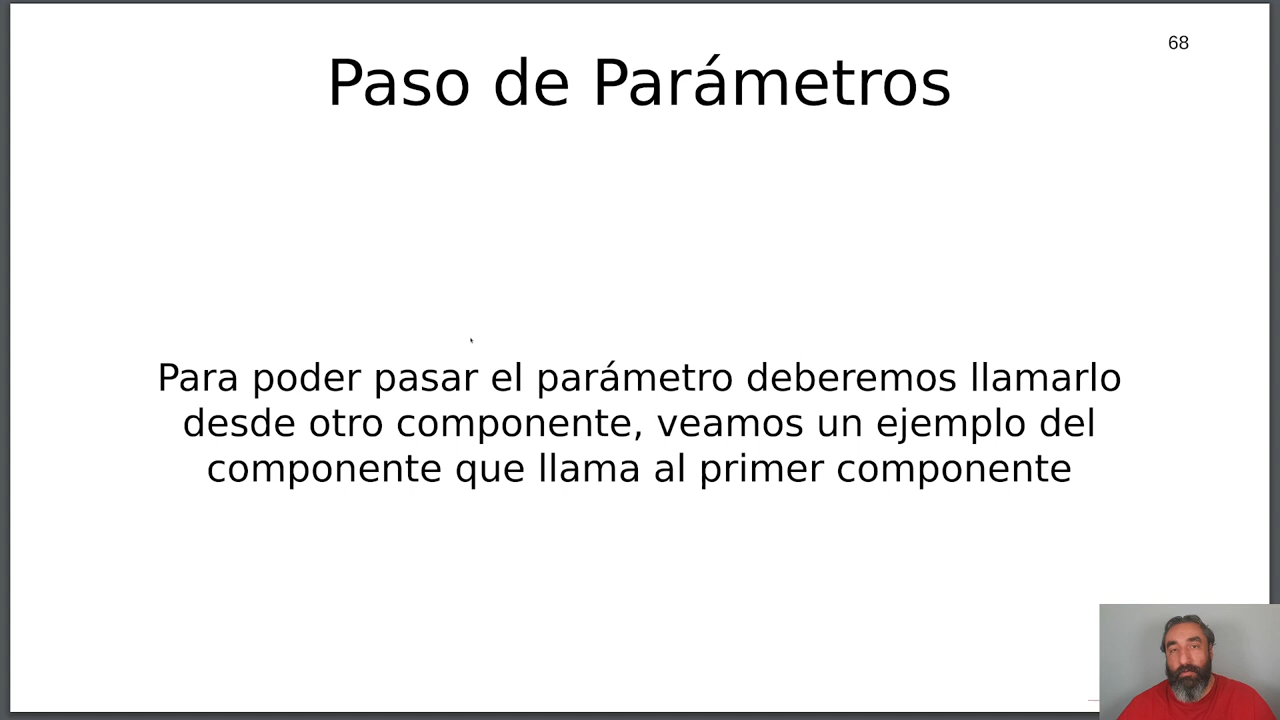 68
Paso de Parámetros
Para poder pasar el parámetro deberemos llamarlo
desde otro componente, veamos un ejemplo del
componente que llama al primer componente